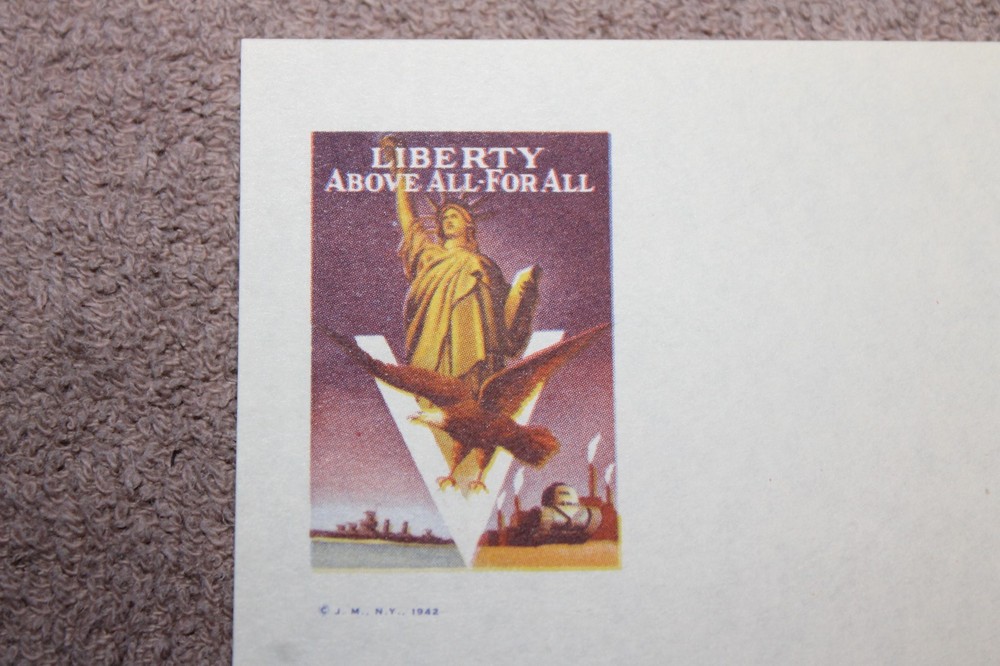 LIBERTY
ABOVE ALL-FOR ALL
© J. M., N.Y., 1942